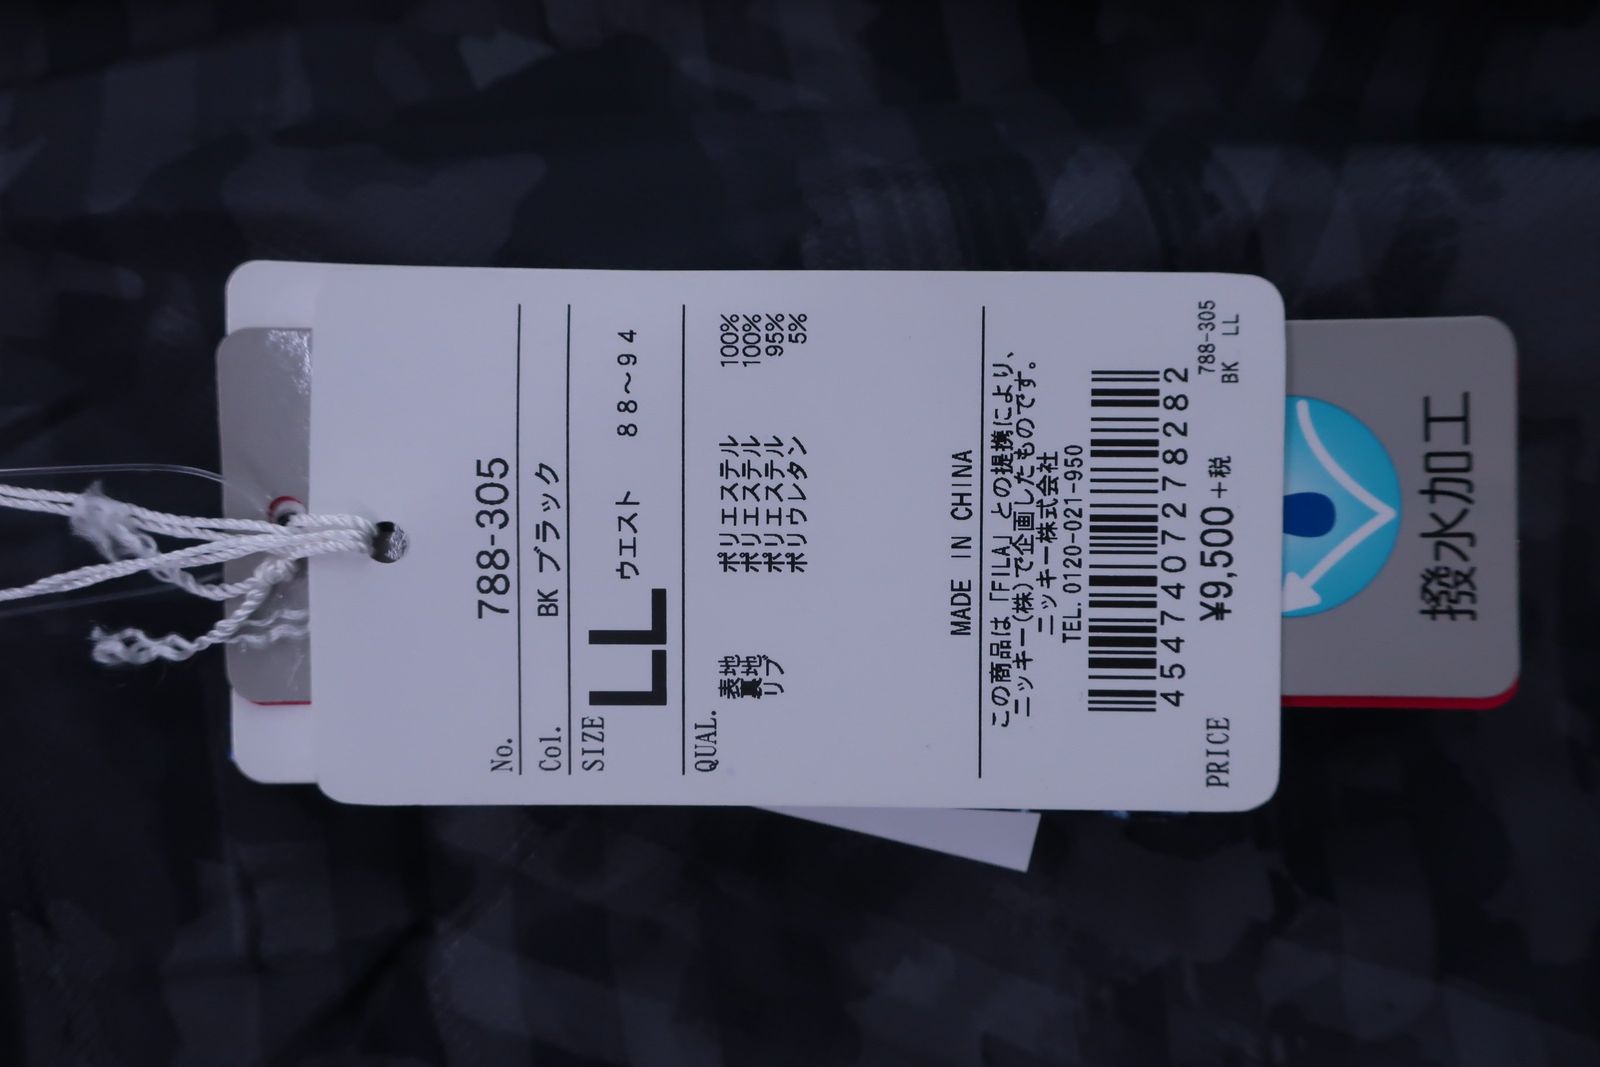 No. 788-305
Col. BK ブラック
SIZE LL ウエスト 88~94
QUAL.
表地 ポリエステル 100%
裏地 ポリエステル 100%
リブ ポリエステル 95%
ポリウレタン 5%
MADE IN CHINA
この商品は「FILA」との提携により、
ニッキー(株)で企画したものです。
ニッキー株式会社
TEL. 0120-021-950
4547407278282
788-305
BK LL
PRICE ¥9,500+税
撥水加工